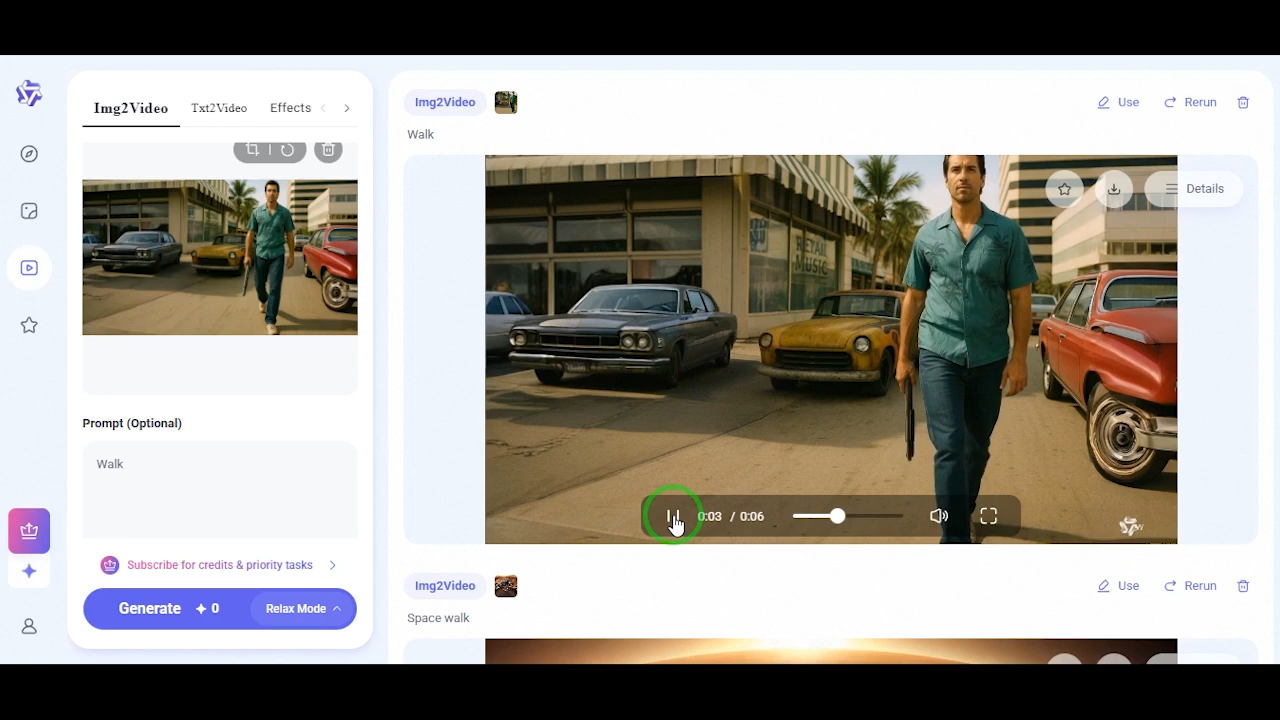 Img2Video
Txt2Video
Effects
Prompt (Optional)
Walk
Subscribe for credits & priority tasks
Generate
0
Relax Mode
Img2Video
Use
Rerun
Walk
Details
RETAIL
MUSIC
0:03 / 0:06
Img2Video
Use
Rerun
Space walk